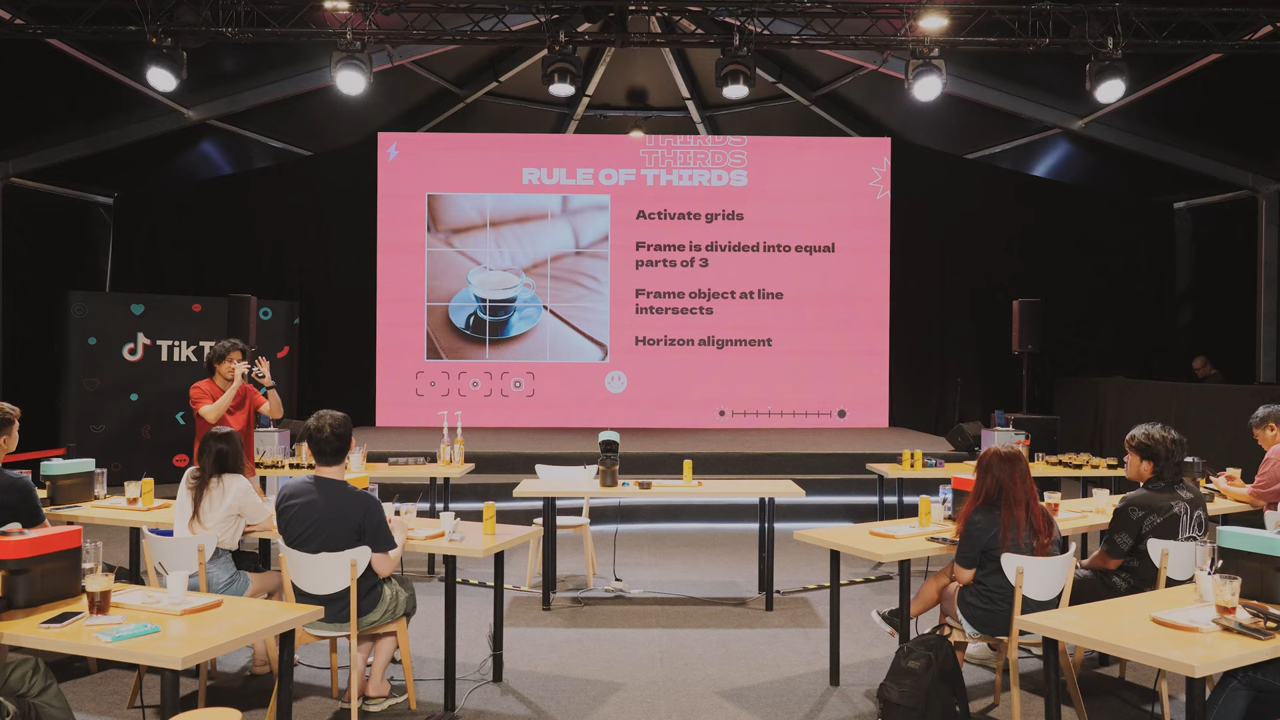 THIRDS
THIRDS
RULE OF THIRDS
Activate grids
Frame is divided into equal
parts of 3
Frame object at line
intersects
Horizon alignment
TikT